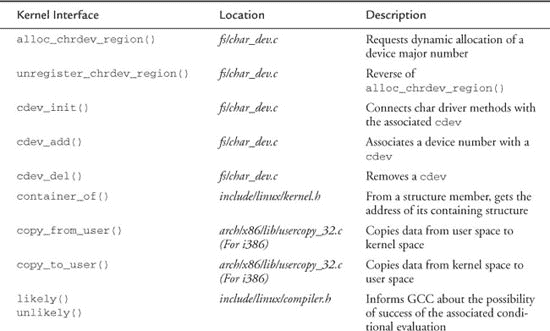 Kernel Interface Location Description
alloc_chrdev_region() fs/char_dev.c Requests dynamic allocation of a
device major number
unregister_chrdev_region() fs/char_dev.c Reverse of
alloc_chrdev_region()
cdev_init() fs/char_dev.c Connects char driver methods with
the associated cdev
cdev_add() fs/char_dev.c Associates a device number with a
cdev
cdev_del() fs/char_dev.c Removes a cdev
container_of() include/linux/kernel.h From a structure member, gets the
address of its containing structure
copy_from_user() arch/x86/lib/usercopy_32.c Copies data from user space to
(For i386) kernel space
copy_to_user() arch/x86/lib/usercopy_32.c Copies data from kernel space to
(For i386) user space
likely() include/linux/compiler.h Informs GCC about the possibility
unlikely() of success of the associated condi-
tional evaluation